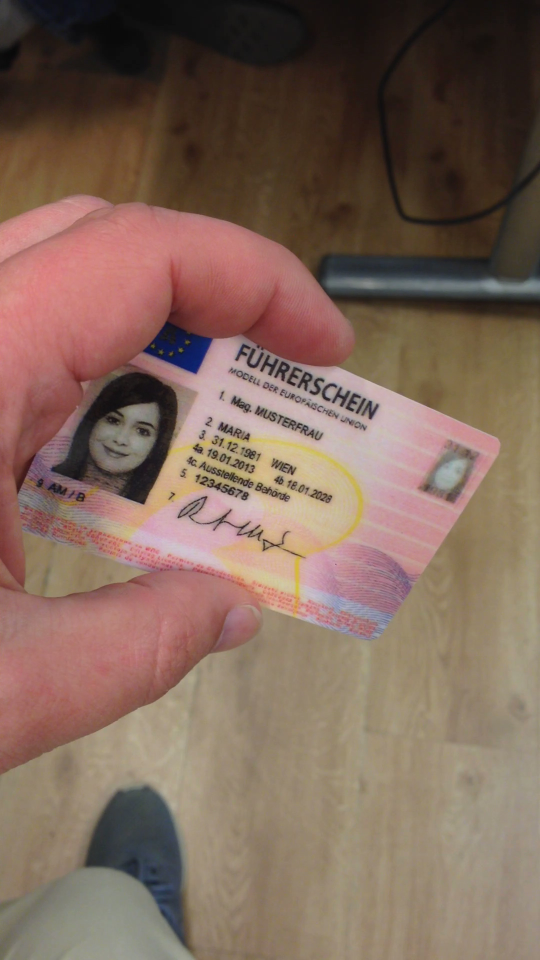 FÜHRERSCHEIN
MODELL DER EUROPÄISCHEN UNION
1. Mag. MUSTERFRAU
2 MARIA
3. 31.12.1981 WIEN
4a. 19.01.2013 4b 18.01.2028
4c. Ausstellende Behörde
5. 12345678
7.
9 AM / B